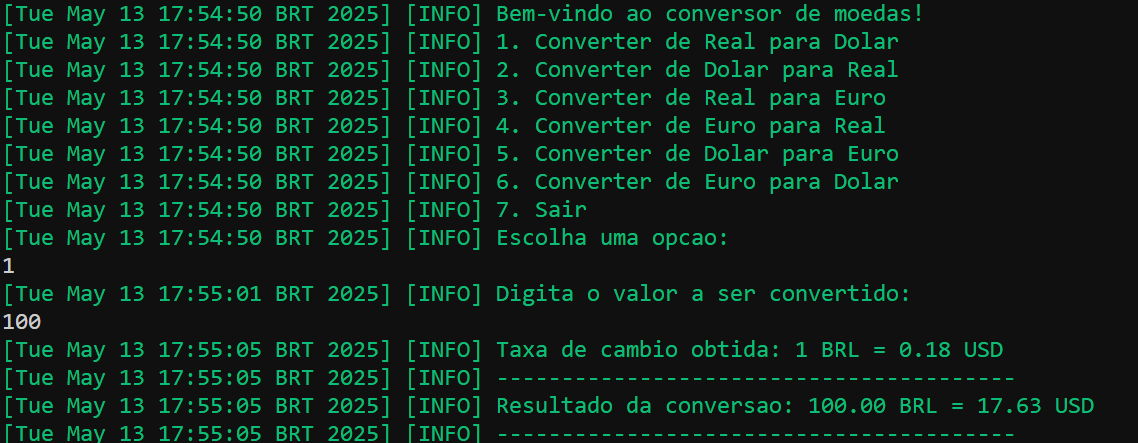 [Tue May 13 17:54:50 BRT 2025] [INFO] Bem-vindo ao conversor de moedas!
[Tue May 13 17:54:50 BRT 2025] [INFO] 1. Converter de Real para Dolar
[Tue May 13 17:54:50 BRT 2025] [INFO] 2. Converter de Dolar para Real
[Tue May 13 17:54:50 BRT 2025] [INFO] 3. Converter de Real para Euro
[Tue May 13 17:54:50 BRT 2025] [INFO] 4. Converter de Euro para Real
[Tue May 13 17:54:50 BRT 2025] [INFO] 5. Converter de Dolar para Euro
[Tue May 13 17:54:50 BRT 2025] [INFO] 6. Converter de Euro para Dolar
[Tue May 13 17:54:50 BRT 2025] [INFO] 7. Sair
[Tue May 13 17:54:50 BRT 2025] [INFO] Escolha uma opcao:
1
[Tue May 13 17:55:01 BRT 2025] [INFO] Digita o valor a ser convertido:
100
[Tue May 13 17:55:05 BRT 2025] [INFO] Taxa de cambio obtida: 1 BRL = 0.18 USD
[Tue May 13 17:55:05 BRT 2025] [INFO] ----------------------------------------
[Tue May 13 17:55:05 BRT 2025] [INFO] Resultado da conversao: 100.00 BRL = 17.63 USD
[Tue May 13 17:55:05 BRT 2025] [INFO] ----------------------------------------